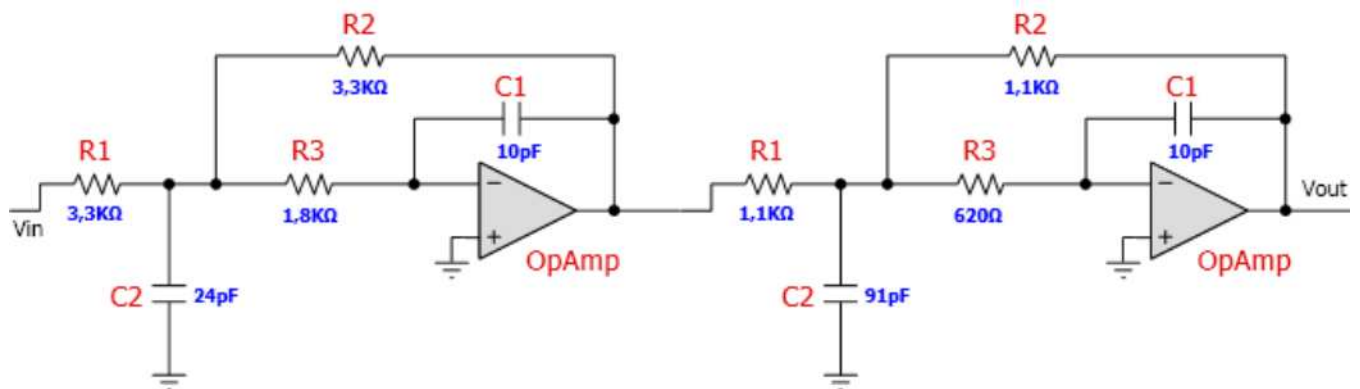 R2
3,3KΩ
C1
10pF
R1
3,3KΩ
R3
1,8KΩ
Vin
−
+
OpAmp
C2
24pF
R2
1,1KΩ
C1
10pF
R1
1,1KΩ
R3
620Ω
−
+
OpAmp
Vout
C2
91pF